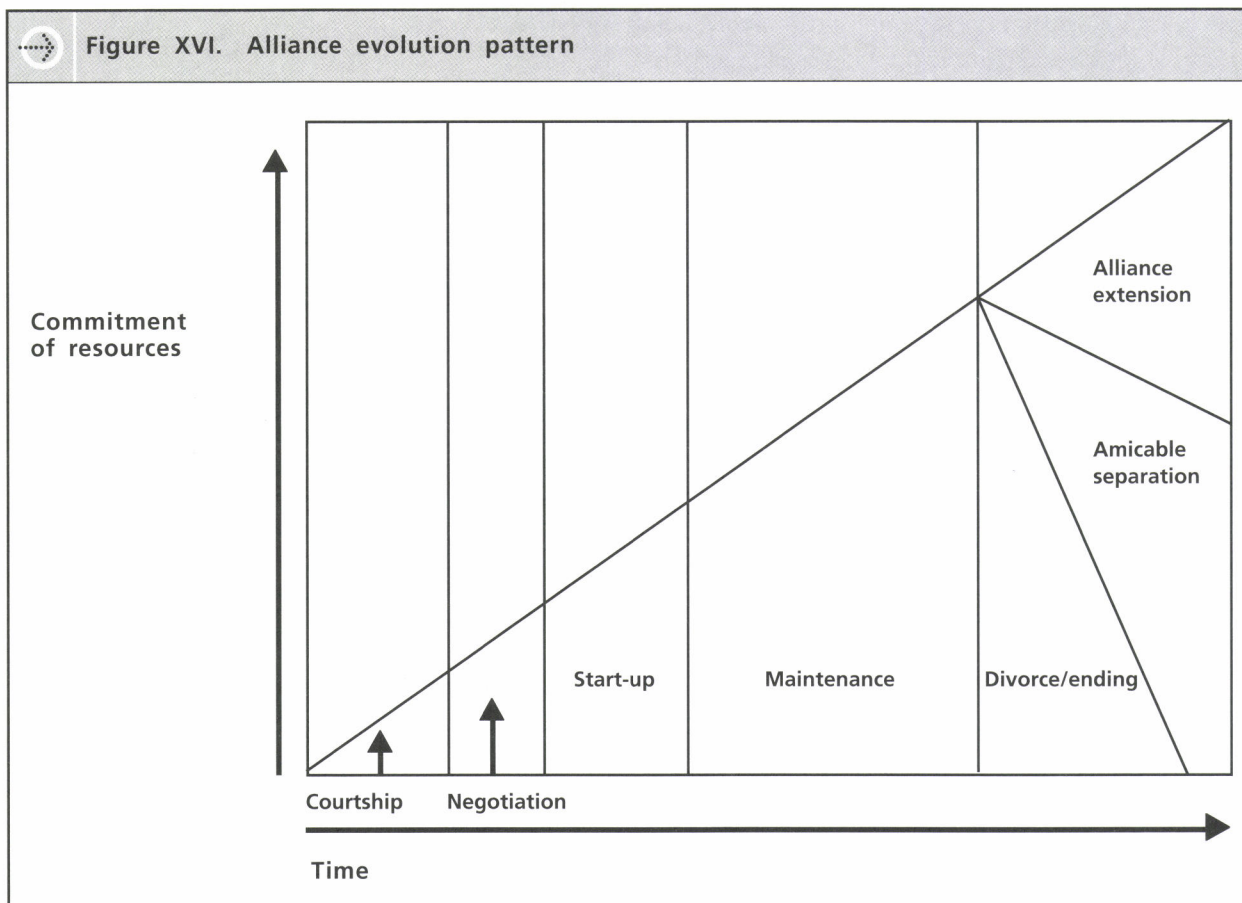 Figure XVI. Alliance evolution pattern
Commitment
of resources
Alliance
extension
Amicable
separation
Start-up
Maintenance
Divorce/ending
Courtship
Negotiation
Time